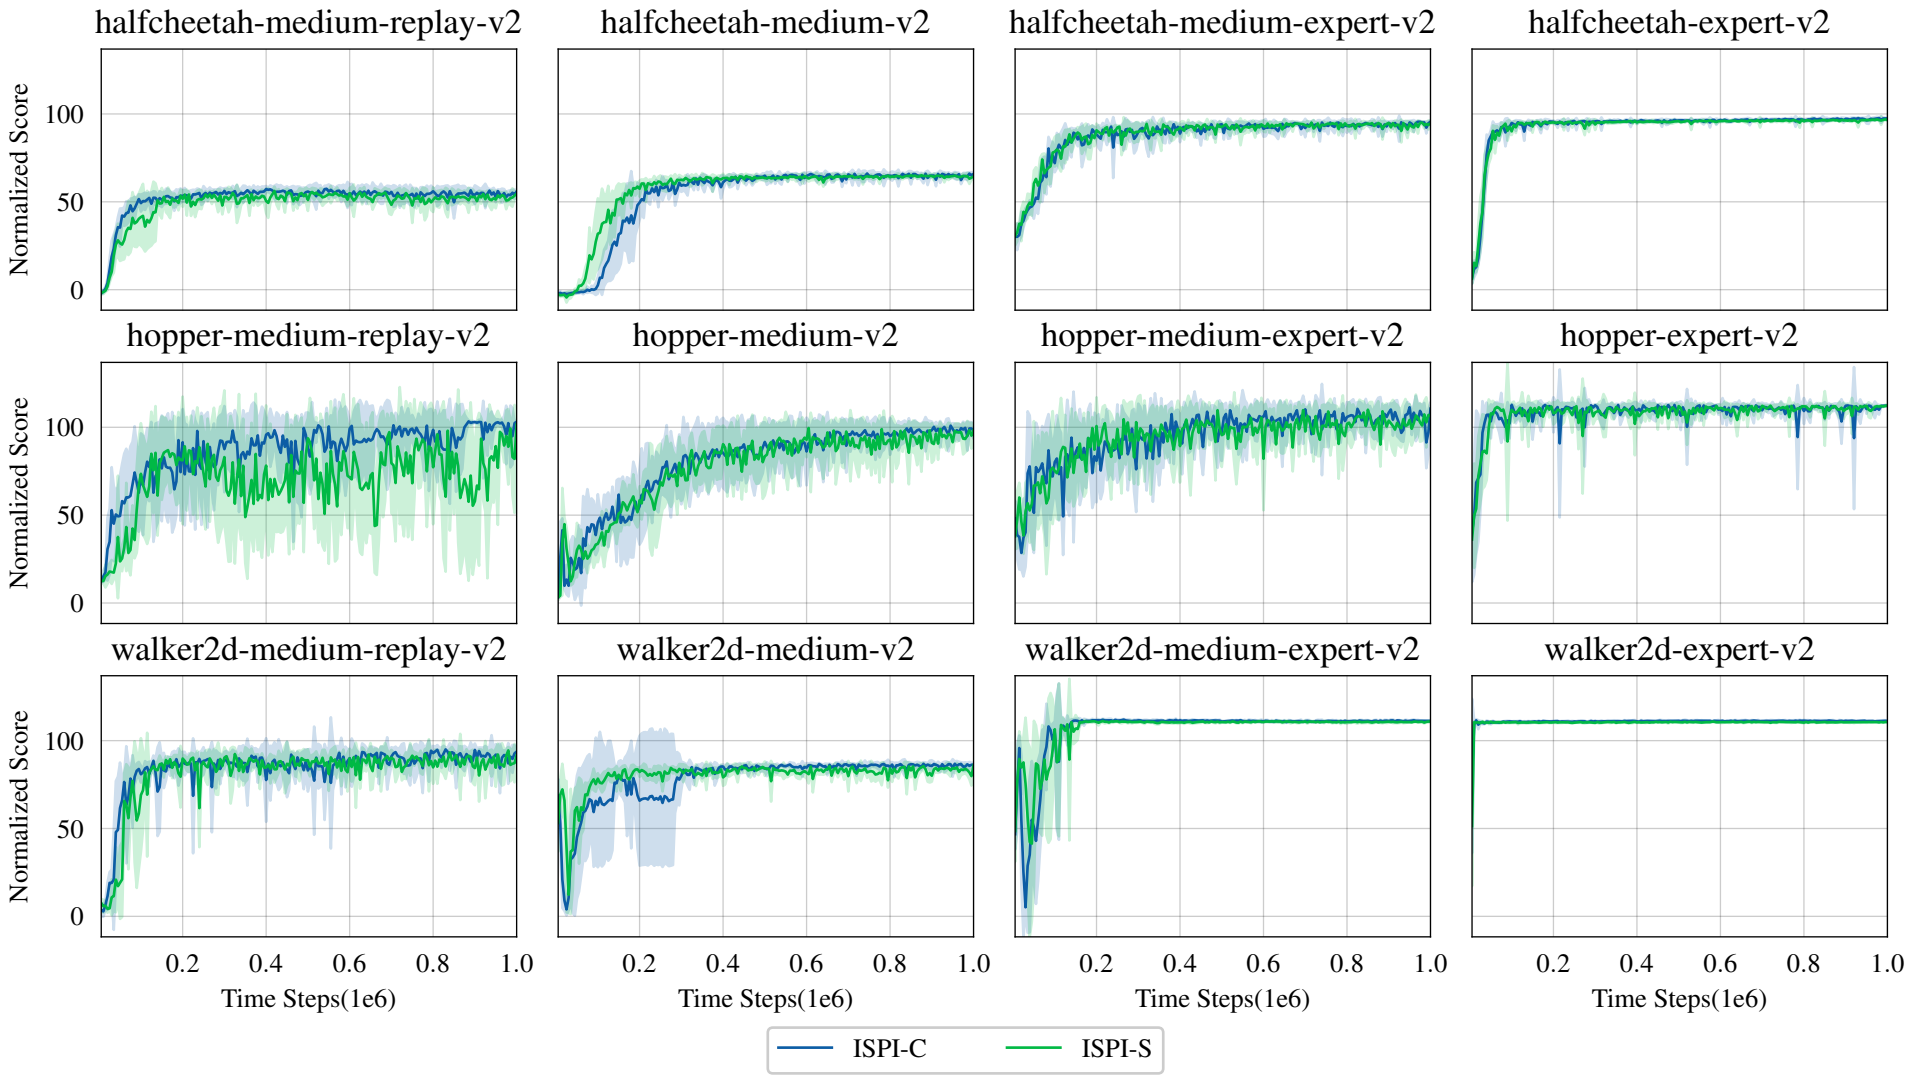 halfcheetah-medium-replay-v2 halfcheetah-medium-v2 halfcheetah-medium-expert-v2 halfcheetah-expert-v2
Normalized Score
100
50
0
hopper-medium-replay-v2 hopper-medium-v2 hopper-medium-expert-v2 hopper-expert-v2
Normalized Score
100
50
0
walker2d-medium-replay-v2 walker2d-medium-v2 walker2d-medium-expert-v2 walker2d-expert-v2
Normalized Score
100
50
0
0.2 0.4 0.6 0.8 1.0 0.2 0.4 0.6 0.8 1.0 0.2 0.4 0.6 0.8 1.0 0.2 0.4 0.6 0.8 1.0
Time Steps(1e6) Time Steps(1e6) Time Steps(1e6) Time Steps(1e6)
ISPI-C ISPI-S